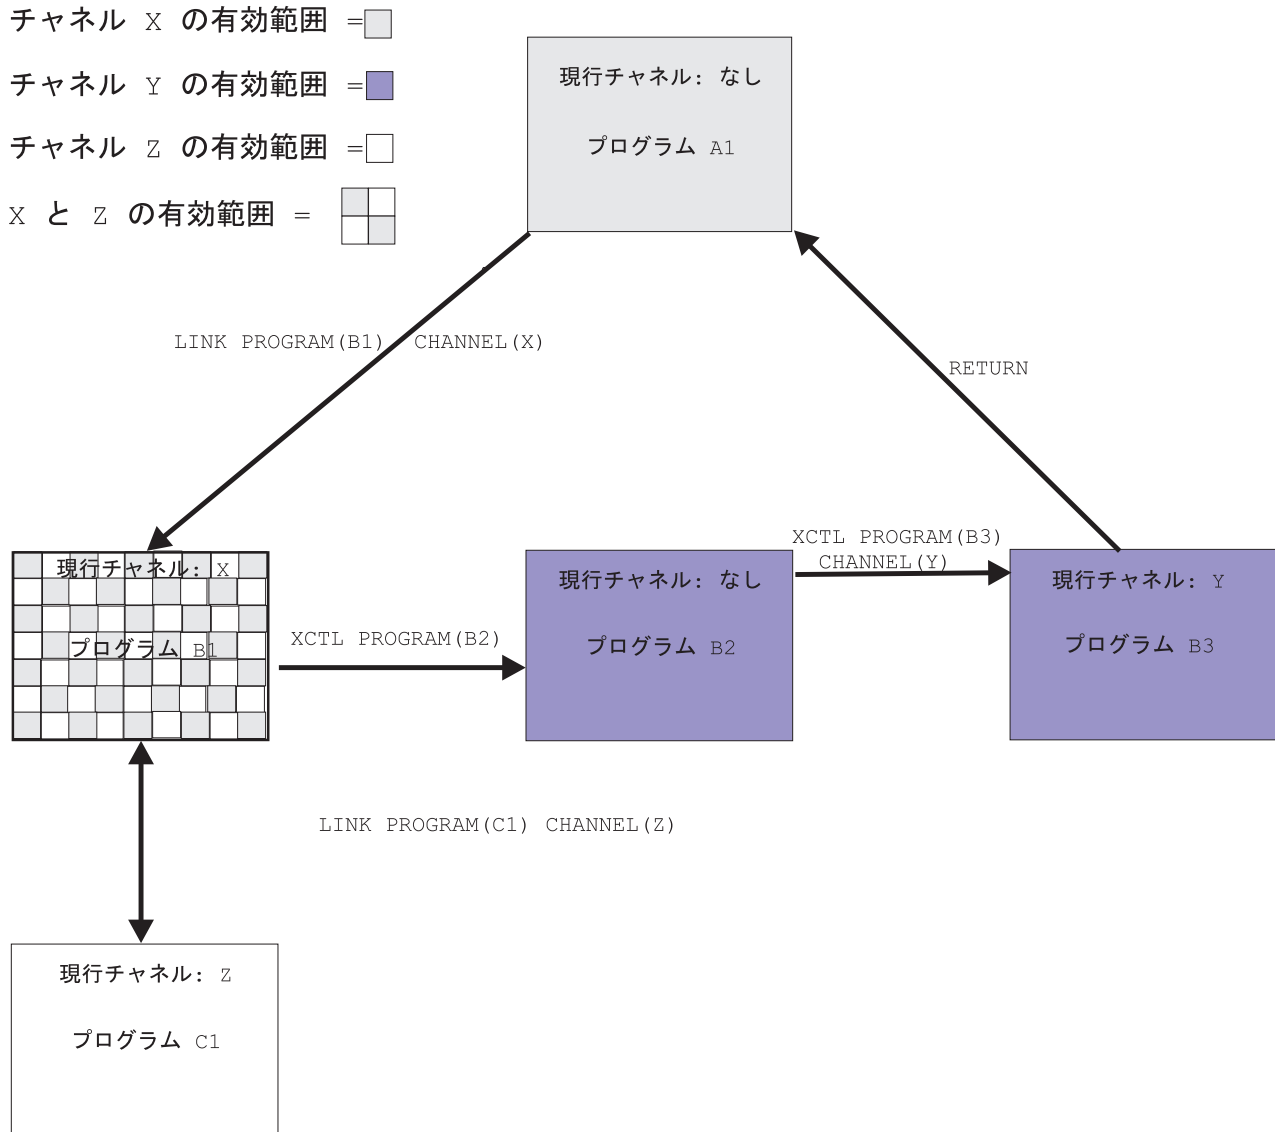 チャネル X の有効範囲 =
チャネル Y の有効範囲 =
チャネル Z の有効範囲 =
X と Z の有効範囲 =
現行チャネル: なし
プログラム A1
LINK PROGRAM(B1) CHANNEL(X)
RETURN
現行チャネル: X
プログラム B1
XCTL PROGRAM(B2)
現行チャネル: なし
プログラム B2
XCTL PROGRAM(B3)
CHANNEL(Y)
現行チャネル: Y
プログラム B3
LINK PROGRAM(C1) CHANNEL(Z)
現行チャネル: Z
プログラム C1